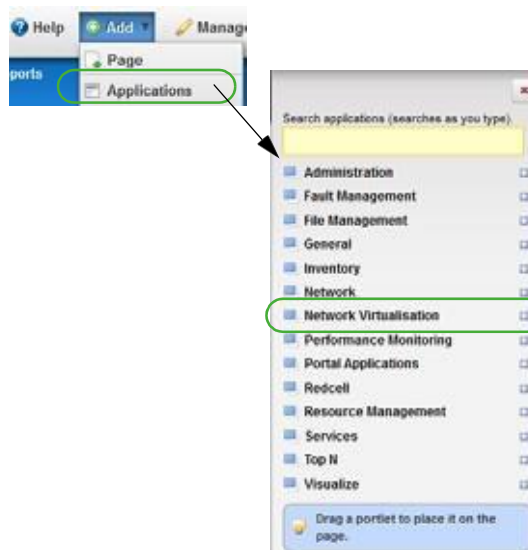 Help Add Manag
ports
Page
Applications
Search applications (searches as you type).
Administration
Fault Management
File Management
General
Inventory
Network
Network Virtualisation
Performance Monitoring
Portal Applications
Redcell
Resource Management
Services
Top N
Visualize
Drag a portlet to place it on the
page.